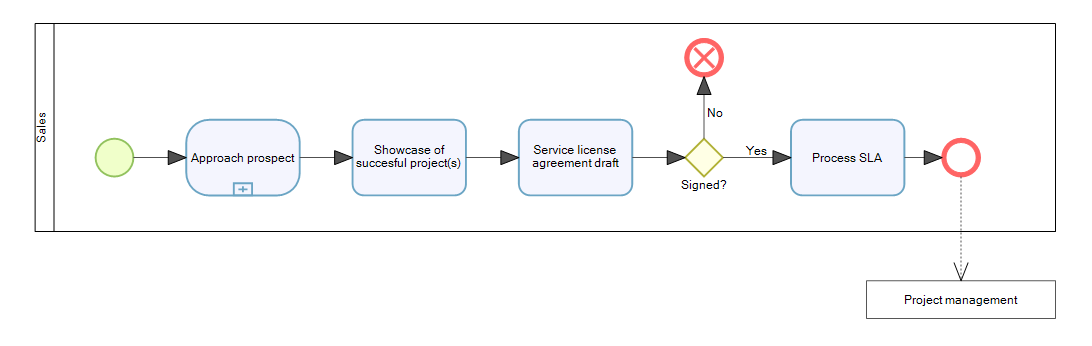 Sales
Approach prospect
Showcase of
succesful project(s)
Service license
agreement draft
No
Signed?
Yes
Process SLA
Project management